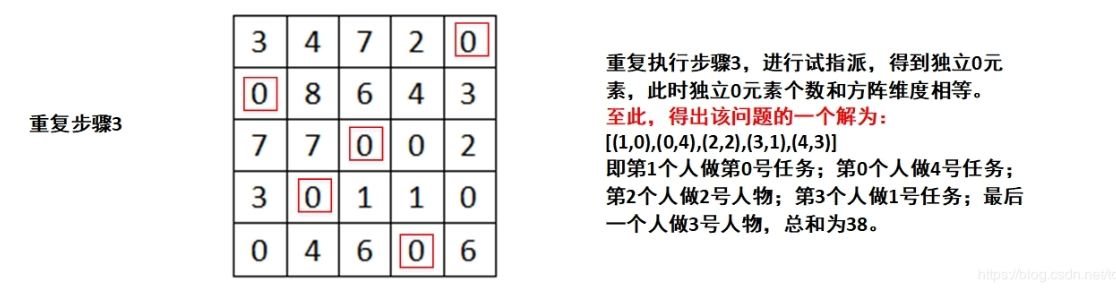 重复步骤3
3 4 7 2 0
0 8 6 4 3
7 7 0 0 2
3 0 1 1 0
0 4 6 0 6
重复执行步骤3，进行试指派，得到独立0元
素，此时独立0元素个数和方阵维度相等。
至此，得出该问题的一个解为：
[(1,0),(0,4),(2,2),(3,1),(4,3)]
即第1个人做第0号任务；第0个人做4号任务；
第2个人做2号人物；第3个人做1号任务；最后
一个人做3号人物，总和为38。
https://blog.csdn.net/to